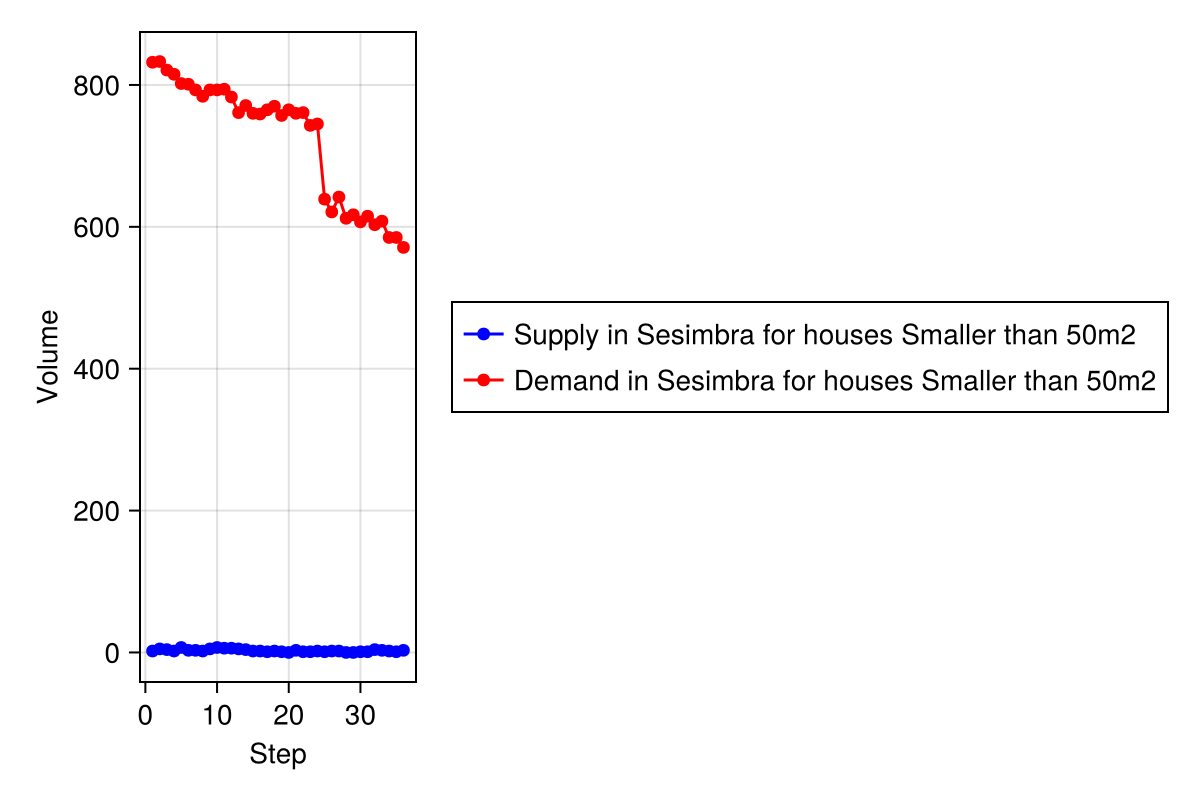 800
600
400
200
0
Volume
0 10 20 30
Step
Supply in Sesimbra for houses Smaller than 50m2
Demand in Sesimbra for houses Smaller than 50m2